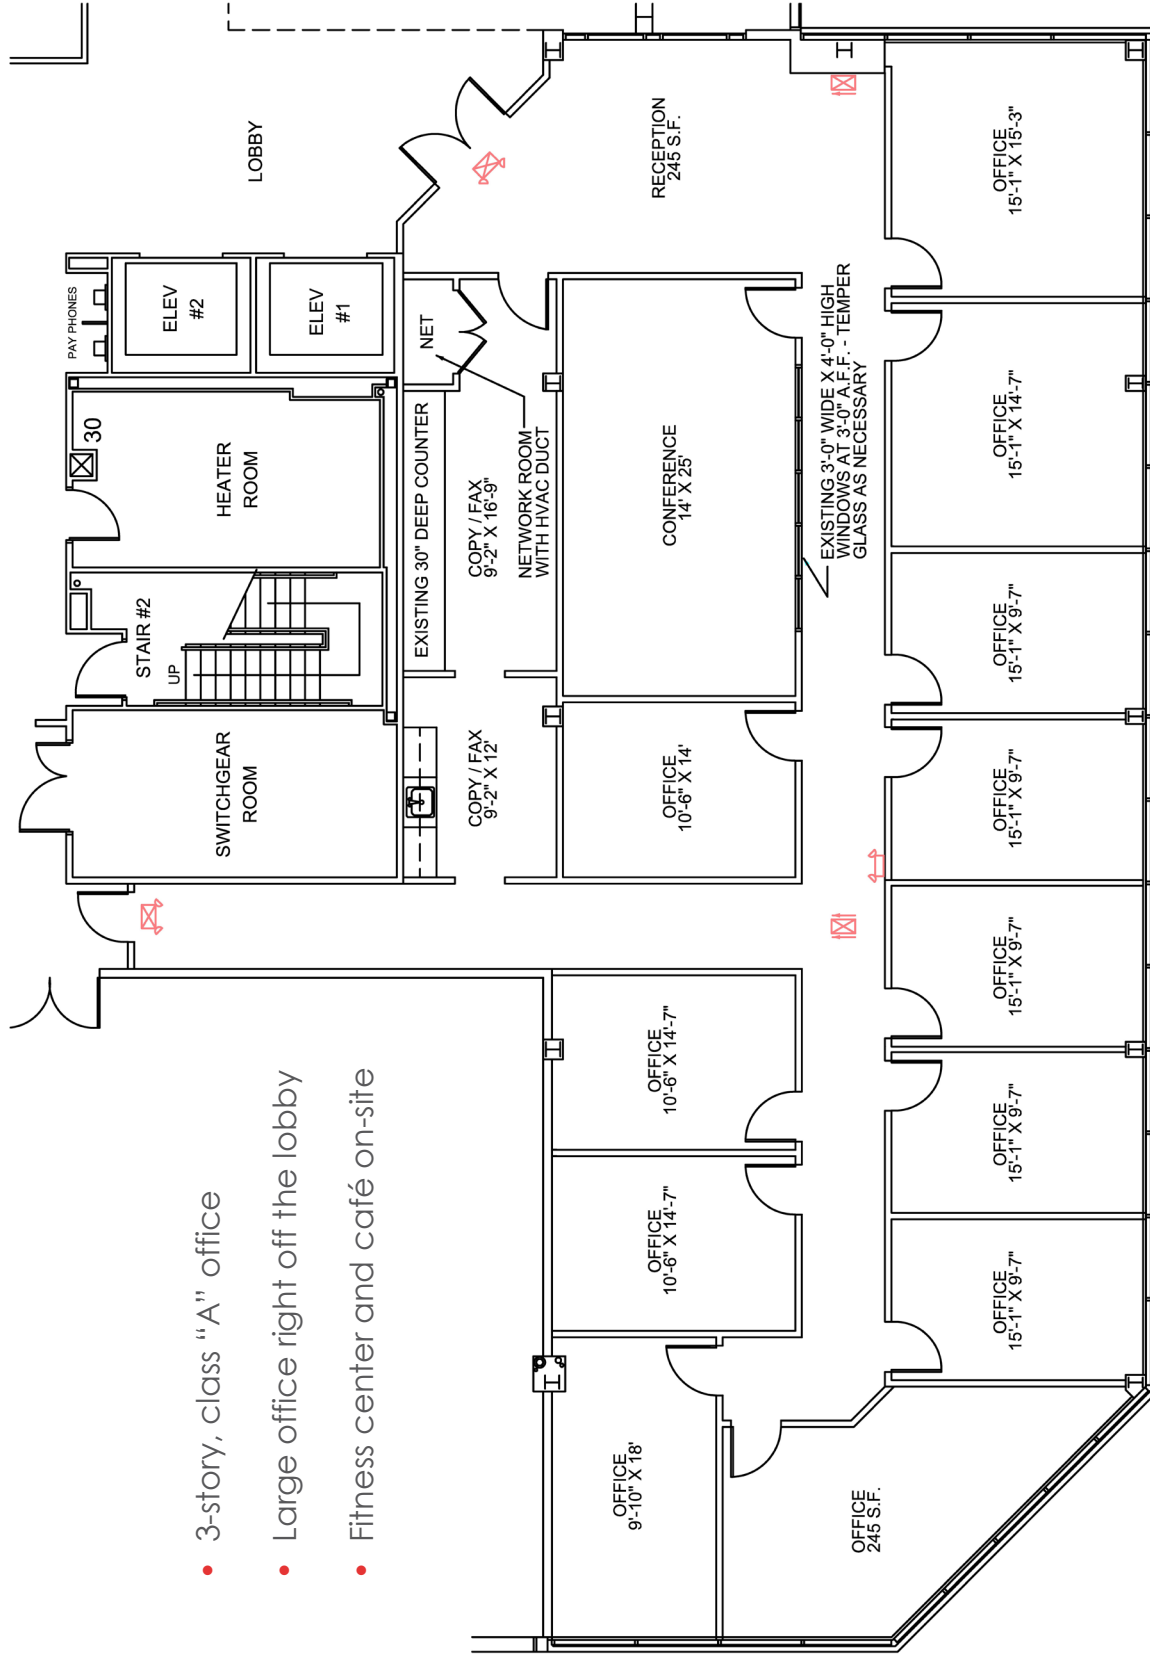 • 3-story, class “A” office
• Large office right off the lobby
• Fitness center and café on-site
PAY PHONES
ELEV
#2
ELEV
#1
LOBBY
30
HEATER
ROOM
STAIR #2
UP
SWITCHGEAR
ROOM
NET
EXISTING 30" DEEP COUNTER
COPY / FAX
9'-2" X 16'-9"
NETWORK ROOM
WITH HVAC DUCT
COPY / FAX
9'-2" X 12'
RECEPTION
245 S.F.
CONFERENCE
14' X 25'
OFFICE
10'-6" X 14'
OFFICE
10'-6" X 14'-7"
OFFICE
10'-6" X 14'-7"
OFFICE
9'-10" X 18'
EXISTING 3'-0" WIDE X 4'-0" HIGH
WINDOWS AT 3'-0" A.F.F. - TEMPER
GLASS AS NECESSARY
OFFICE
245 S.F.
OFFICE
15'-1" X 9'-7"
OFFICE
15'-1" X 9'-7"
OFFICE
15'-1" X 9'-7"
OFFICE
15'-1" X 9'-7"
OFFICE
15'-1" X 9'-7"
OFFICE
15'-1" X 14'-7"
OFFICE
15'-1" X 15'-3"